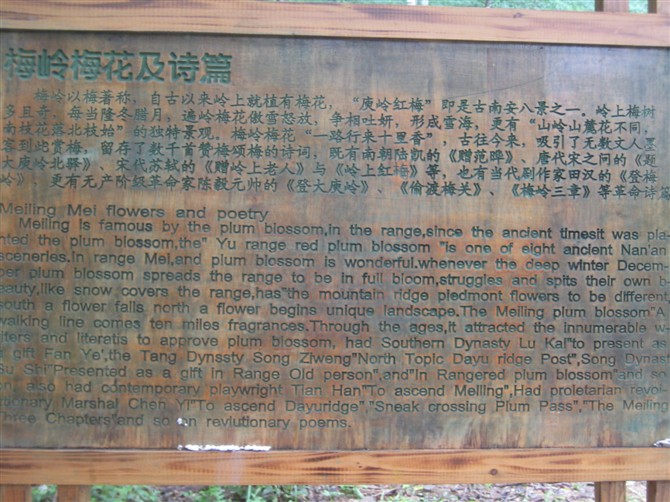 梅岭梅花及诗篇
梅岭以梅著称，自古以来岭上就植有梅花，“庾岭红梅”即是古南安八景之一。岭上梅树
多且奇。每当隆冬腊月，遍岭梅花傲雪怒放，争相吐妍，形成雪海，更有“山岭山麓花不同，
南枝花落北枝始”的独特景观。梅岭梅花“一路行来十里香”，古往今来，吸引了无数文人墨
客到此赏梅，留存了数千首赞梅颂梅的诗词，既有南朝陆凯的《赠范晔》、唐代宋之问的《题
大庾岭北驿》、宋代苏轼的《赠岭上老人》与《岭上红梅》等，也有当代剧作家田汉的《登梅
岭》，更有无产阶级革命家陈毅元帅的《登大庾岭》、《偷渡梅关》、《梅岭三章》等革命诗
Meiling Mei flowers and poetry
Meiling is famous by the plum blossom,in the range,since the ancient timesit was pla-
nted the plum blossom,the" Yu range red plum blossom "is one of eight ancient Nan'an
sceneries.In range Mei,and plum blossom is wonderful.whenever the deep winter Decem-
ber plum blossom spreads the range to be in full bloom,struggles and spits their own b-
eauty,like snow covers the range,has"the mountain ridge piedmont flowers to be different
south a flower falls north a flower begins unique landscape.The Meiling plum blossom"A
walking line comes ten miles fragrances.Through the ages,it attracted the innumerable w
iters and literatis to approve plum blossom, had Southern Dynasty Lu Kai"to present as
a gift Fan Ye",the Tang Dynssty Song Ziweng"North Topic Dayu ridge Post",Song Dynas
Su Shi"Presented as a gift in Range Old person",and"in Rangered plum blossom"and so
on, also had contemporary playwright Tian Han"To ascend Meiling",Had proletarian revo
tionary Marshal Chen Yi"To ascend Dayuridge","Sneak crossing Plum Pass","The Meiling
Three Chapters"and so on revlutionary poems.